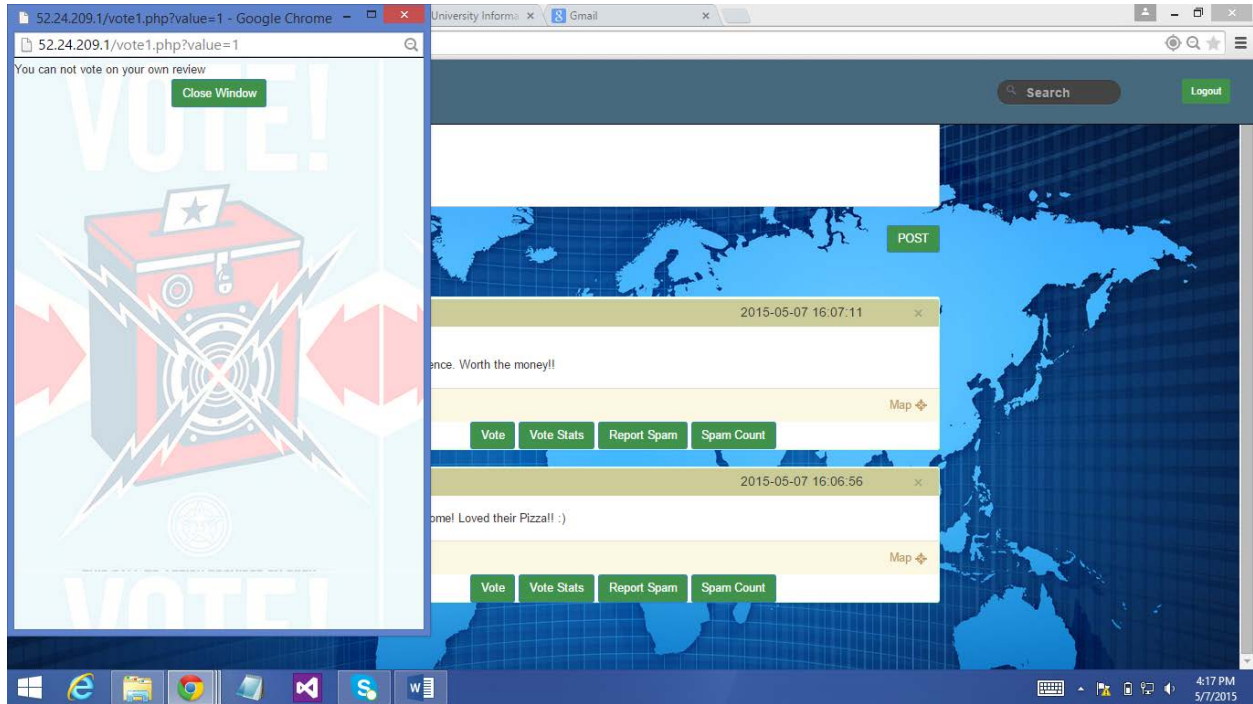 52.24.209.1/vote1.php?value=1 - Google Chrome
University Informa
Gmail
52.24.209.1/vote1.php?value=1
You can not vote on your own review
Close Window
VOTE!
Search
Logout
POST
2015-05-07 16:07:11
ence. Worth the money!!
Map
Vote Vote Stats Report Spam Spam Count
2015-05-07 16:06:56
ome! Loved their Pizza!! :)
Map
Vote Vote Stats Report Spam Spam Count
VOTE!
4:17 PM
5/7/2015